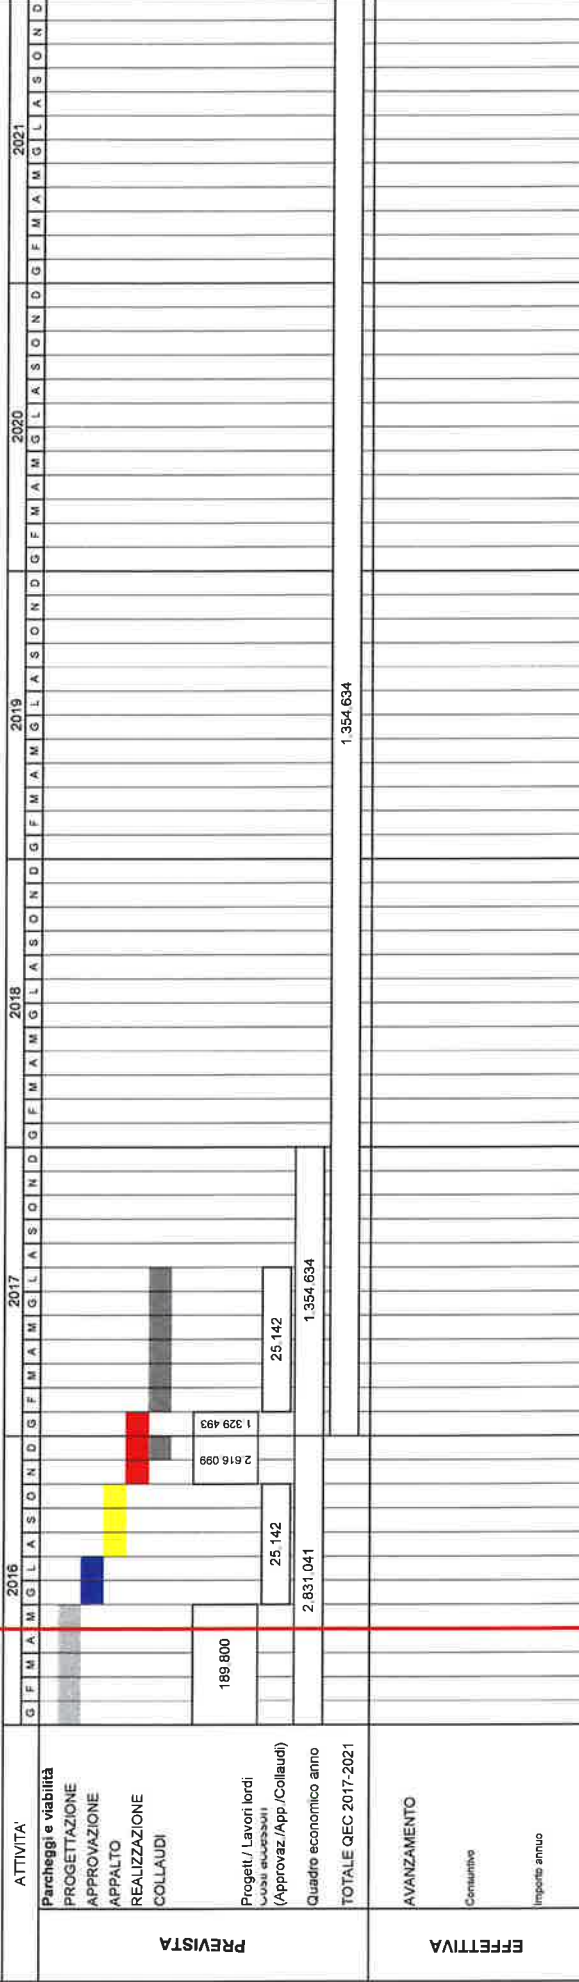 ATTIVITA'
2016 2017 2018 2019 2020 2021
G F M A M G L A S O N D G F M A M G L A S O N D G F M A M G L A S O N D G F M A M G L A S O N D G F M A M G L A S O N D G F M A M G L A S O N D
PREVISTA
Parcheggi e viabilità
PROGETTAZIONE
APPROVAZIONE
APPALTO
REALIZZAZIONE
COLLAUDI
Progett./ Lavori lordi 189.800 2.616.099 1.329.493
(Approvaz./App./Collaudi) 25.142 25.142
Quadro economico anno 2.831.041 1.354.634
TOTALE QEC 2017-2021 1.354.634
EFFETTIVA
AVANZAMENTO
Consuntivo
Importo annuo